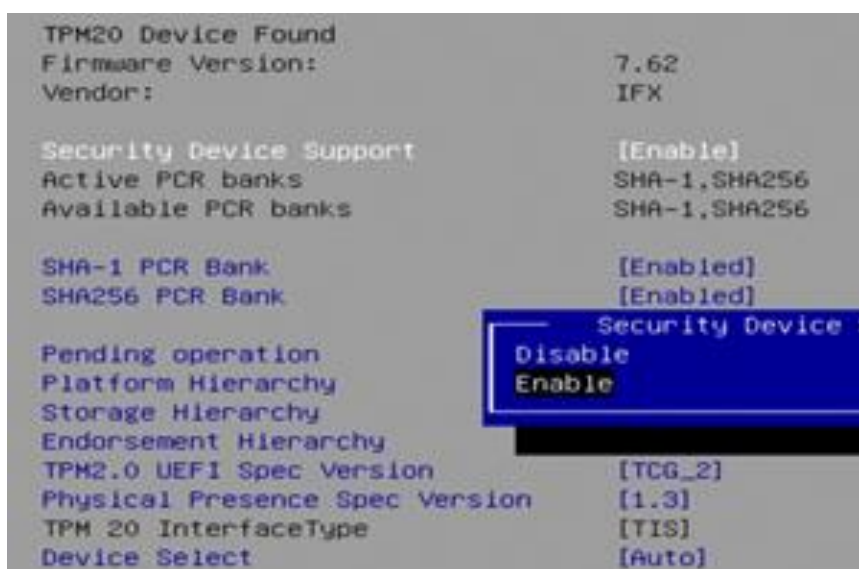 TPM20 Device Found
Firmware Version: 7.62
Vendor: IFX
Security Device Support [Enable]
Active PCR banks SHA-1,SHA256
Available PCR banks SHA-1,SHA256
SHA-1 PCR Bank [Enabled]
SHA256 PCR Bank [Enabled]
Security Device
Pending operation
Disable
Platform Hierarchy
Enable
Storage Hierarchy
Endorsement Hierarchy
TPM2.0 UEFI Spec Version [TCG_2]
Physical Presence Spec Version [1.3]
TPM 20 InterfaceType [TIS]
Device Select [Auto]